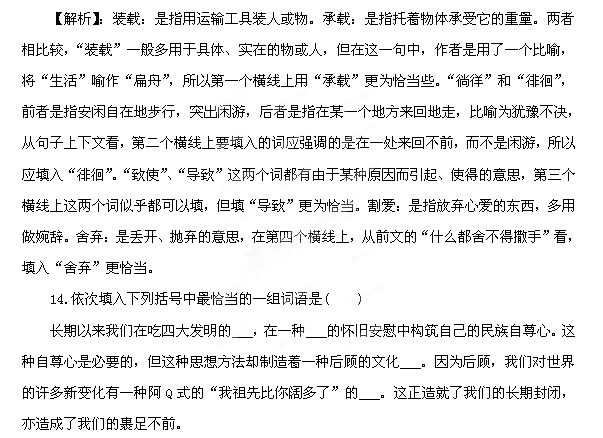 【解析】：装载：是指用运输工具装人或物。承载：是指托着物体承受它的重量。两者
相比较，“装载”一般多用于具体、实在的物或人，但在这一句中，作者是用了一个比喻，
将“生活”喻作“扁舟”，所以第一个横线上用“承载”更为恰当些。“徜徉”和“徘徊”，
前者是指安闲自在地步行，突出闲游，后者是指在某一个地方来回地走，比喻为犹豫不决，
从句子上下文看，第二个横线上要填入的词应强调的是在一处来回不前，而不是闲游，所以
应填入“徘徊”。“致使”、“导致”这两个词都有由于某种原因而引起、使得的意思，第三个
横线上这两个词似乎都可以填，但填“导致”更为恰当。割爱：是指放弃心爱的东西，多用
做婉辞。舍弃：是丢开、抛弃的意思，在第四个横线上，从前文的“什么都舍不得撒手”看，
填入“舍弃”更恰当。
14.依次填入下列括号中最恰当的一组词语是(    )
长期以来我们在吃四大发明的___，在一种___的怀旧安慰中构筑自己的民族自尊心。这
种自尊心是必要的，但这种思想方法却制造着一种后顾的文化___。因为后顾，我们对世界
的许多新变化有一种阿Q式的“我祖先比你阔多了”的___。这正造就了我们的长期封闭，
亦造成了我们的裹足不前。